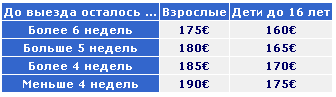 До выезда осталось ... Взрослые Дети до 16 лет
Более 6 недель 175€ 160€
Больше 5 недель 180€ 165€
Более 4 недель 185€ 170€
Меньше 4 недель 190€ 175€